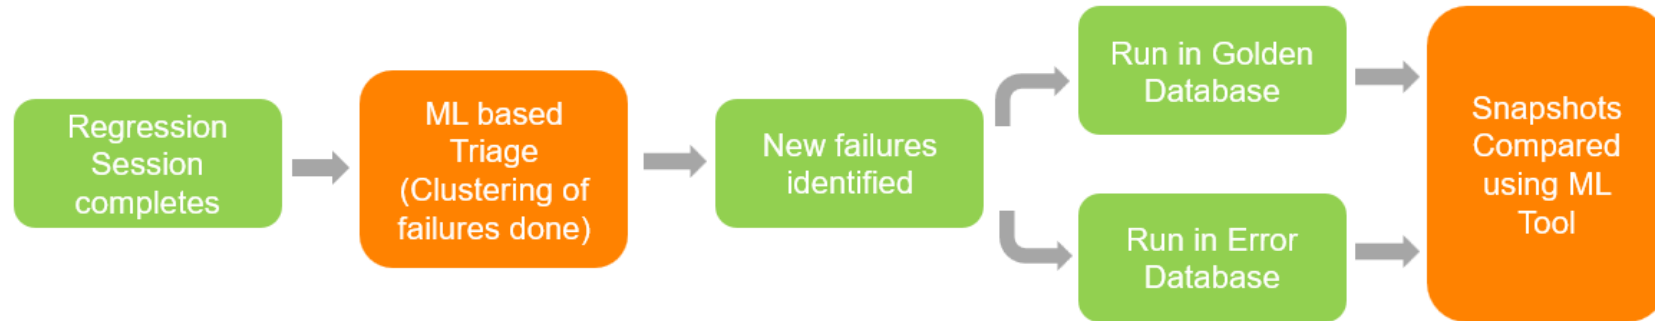 Regression
Session
completes
ML based
Triage
(Clustering of
failures done)
New failures
identified
Run in Golden
Database
Run in Error
Database
Snapshots
Compared
using ML
Tool